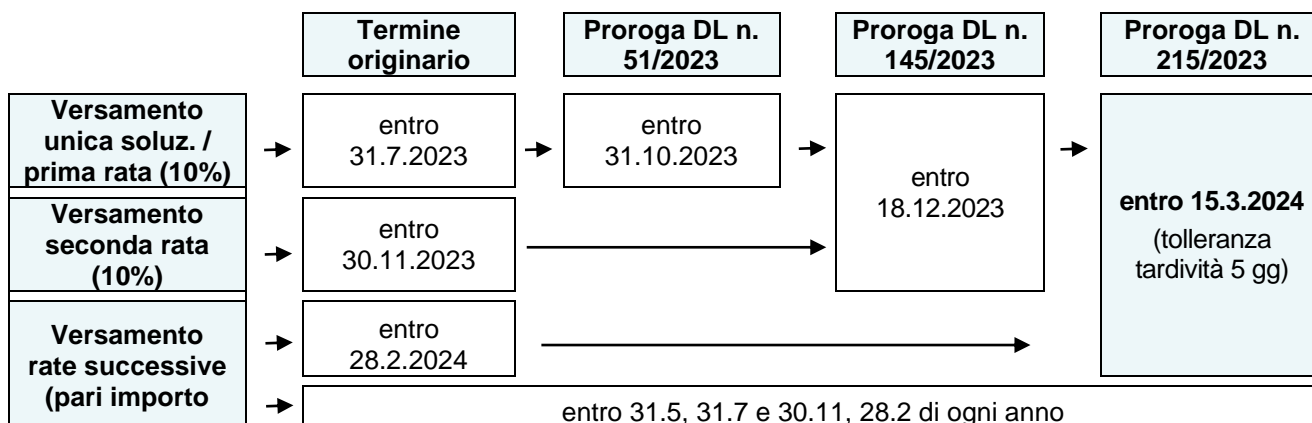 Termine
originario
Proroga DL n.
51/2023
Proroga DL n.
145/2023
Proroga DL n.
215/2023
Versamento
unica soluz. /
prima rata (10%)
entro
31.7.2023
entro
31.10.2023
entro
18.12.2023
entro 15.3.2024
(tolleranza
tardività 5 gg)
Versamento
seconda rata
(10%)
entro
30.11.2023
Versamento
rate successive
(pari importo
entro
28.2.2024
entro 31.5, 31.7 e 30.11, 28.2 di ogni anno